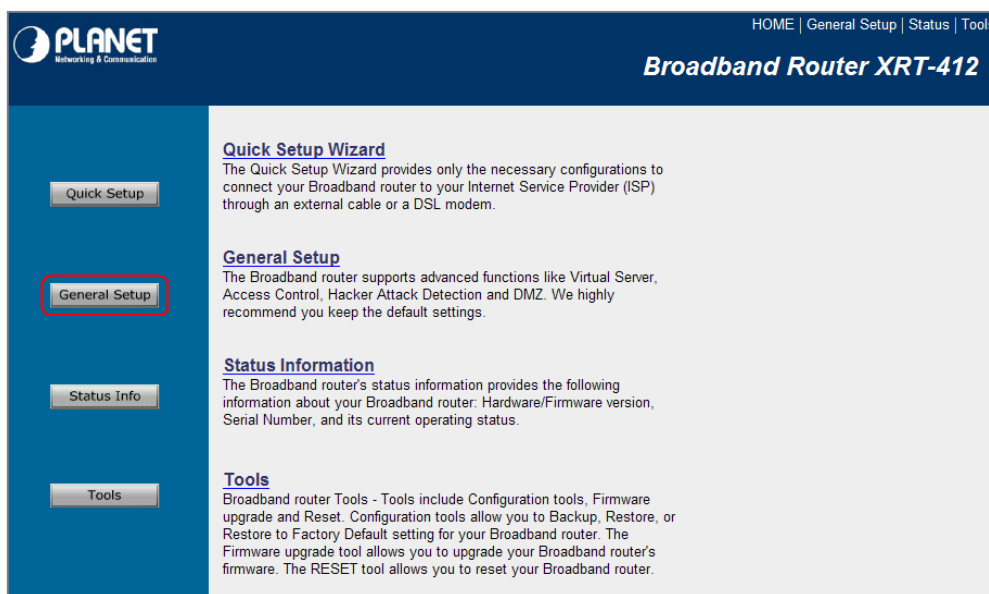 PLANET
Networking & Communication
HOME | General Setup | Status | Tools
Broadband Router XRT-412
Quick Setup
Quick Setup Wizard
The Quick Setup Wizard provides only the necessary configurations to
connect your Broadband router to your Internet Service Provider (ISP)
through an external cable or a DSL modem.
General Setup
General Setup
The Broadband router supports advanced functions like Virtual Server,
Access Control, Hacker Attack Detection and DMZ. We highly
recommend you keep the default settings.
Status Info
Status Information
The Broadband router's status information provides the following
information about your Broadband router: Hardware/Firmware version,
Serial Number, and its current operating status.
Tools
Tools
Broadband router Tools - Tools include Configuration tools, Firmware
upgrade and Reset. Configuration tools allow you to Backup, Restore, or
Restore to Factory Default setting for your Broadband router. The
Firmware upgrade tool allows you to upgrade your Broadband router's
firmware. The RESET tool allows you to reset your Broadband router.